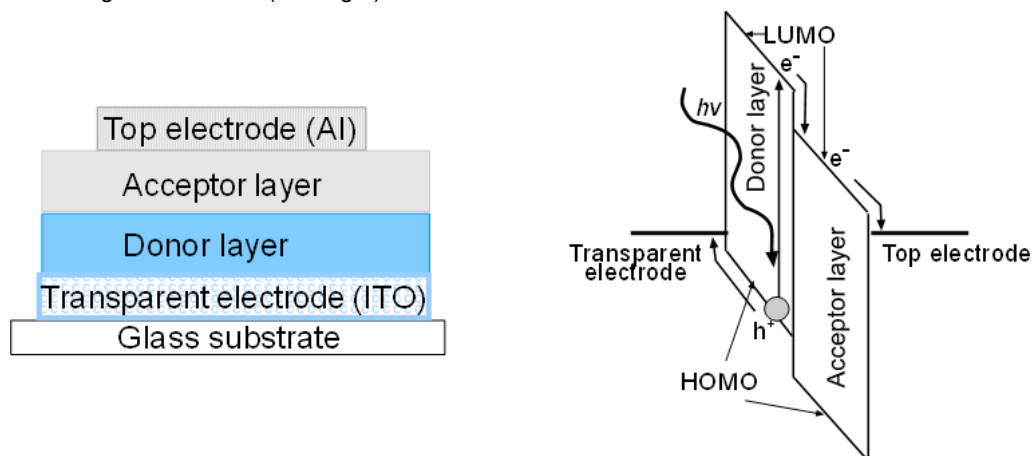 Top electrode (Al)
Acceptor layer
Donor layer
Transparent electrode (ITO)
Glass substrate
LUMO
e-
hν
Donor layer
e-
Transparent
electrode
Top electrode
Acceptor layer
h+
HOMO